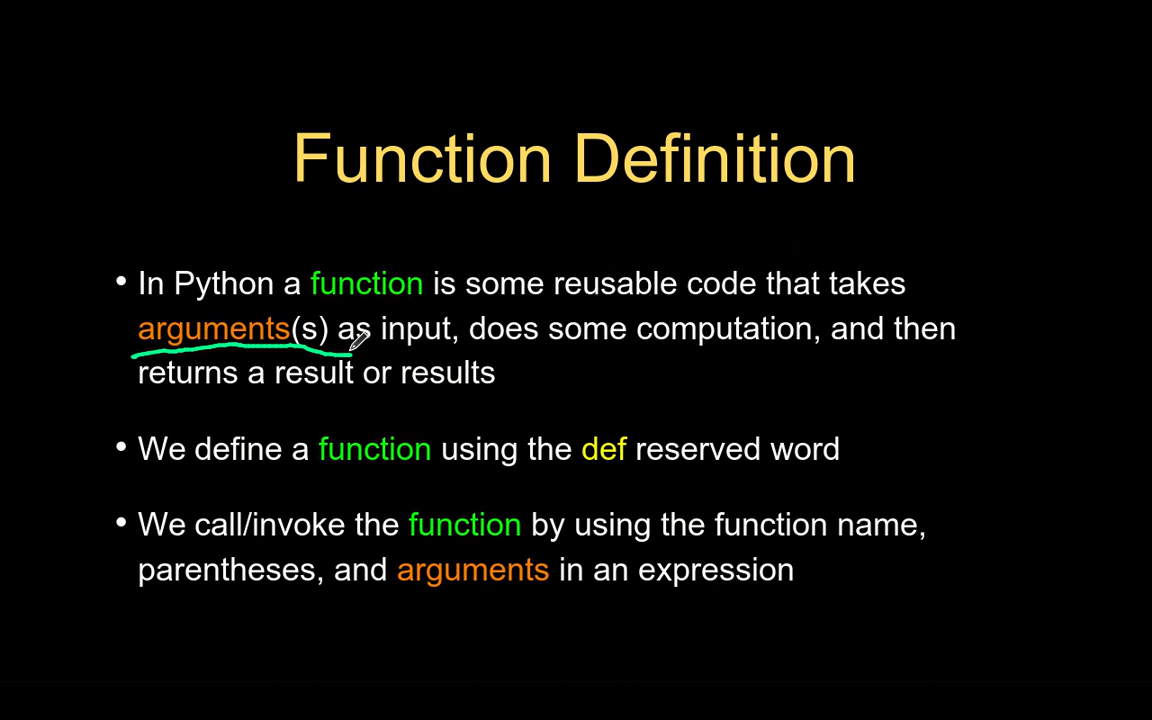 Function Definition
• In Python a function is some reusable code that takes
arguments(s) as input, does some computation, and then
returns a result or results
• We define a function using the def reserved word
• We call/invoke the function by using the function name,
parentheses, and arguments in an expression